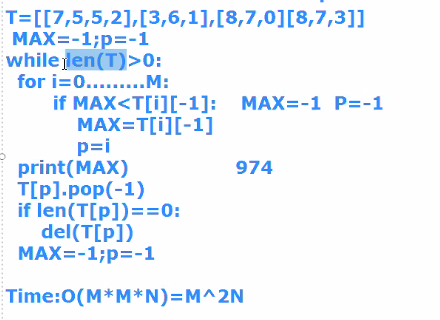 T=[[7,5,5,2],[3,6,1],[8,7,0][8,7,3]]
MAX=-1;p=-1
while len(T)>0:
for i=0.........M:
if MAX<T[i][-1]: MAX=-1 P=-1
MAX=T[i][-1]
p=i
print(MAX) 974
T[p].pop(-1)
if len(T[p])==0:
del(T[p])
MAX=-1;p=-1
Time:O(M*M*N)=M^2N